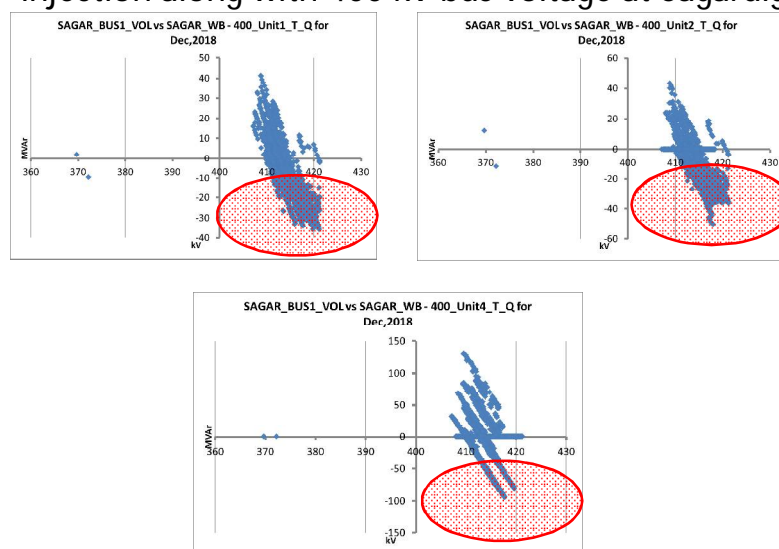 injection along with 400 kV bus voltage at sagardig
SAGAR_BUS1_VOL vs SAGAR_WB - 400_Unit1_T_Q for
Dec,2018
50
40
30
20
10
0
-10
-20
-30
-40
MVAr
360 370 380 390 400 410 420 430
kV
SAGAR_BUS1_VOL vs SAGAR_WB - 400_Unit2_T_Q for
Dec,2018
60
40
20
0
-20
-40
-60
MVAr
360 370 380 390 400 410 420 430
kV
SAGAR_BUS1_VOL vs SAGAR_WB - 400_Unit4_T_Q for
Dec,2018
150
100
50
0
-50
-100
-150
MVAr
360 370 380 390 400 410 420 430
kV